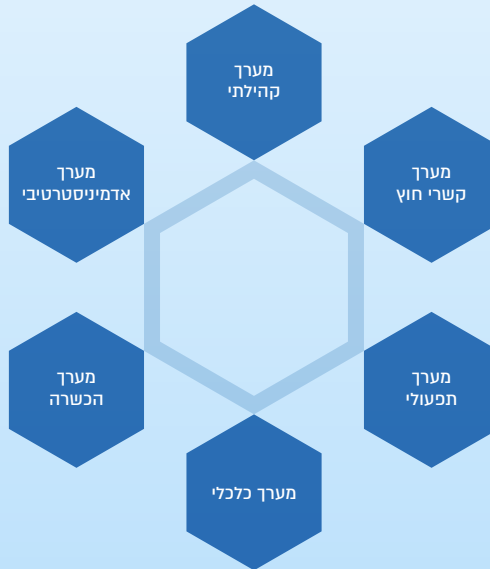 מערך
קהילתי
מערך
קשרי חוץ
מערך
אדמיניסטרטיבי
מערך
תפעולי
מערך
הכשרה
מערך כלכלי